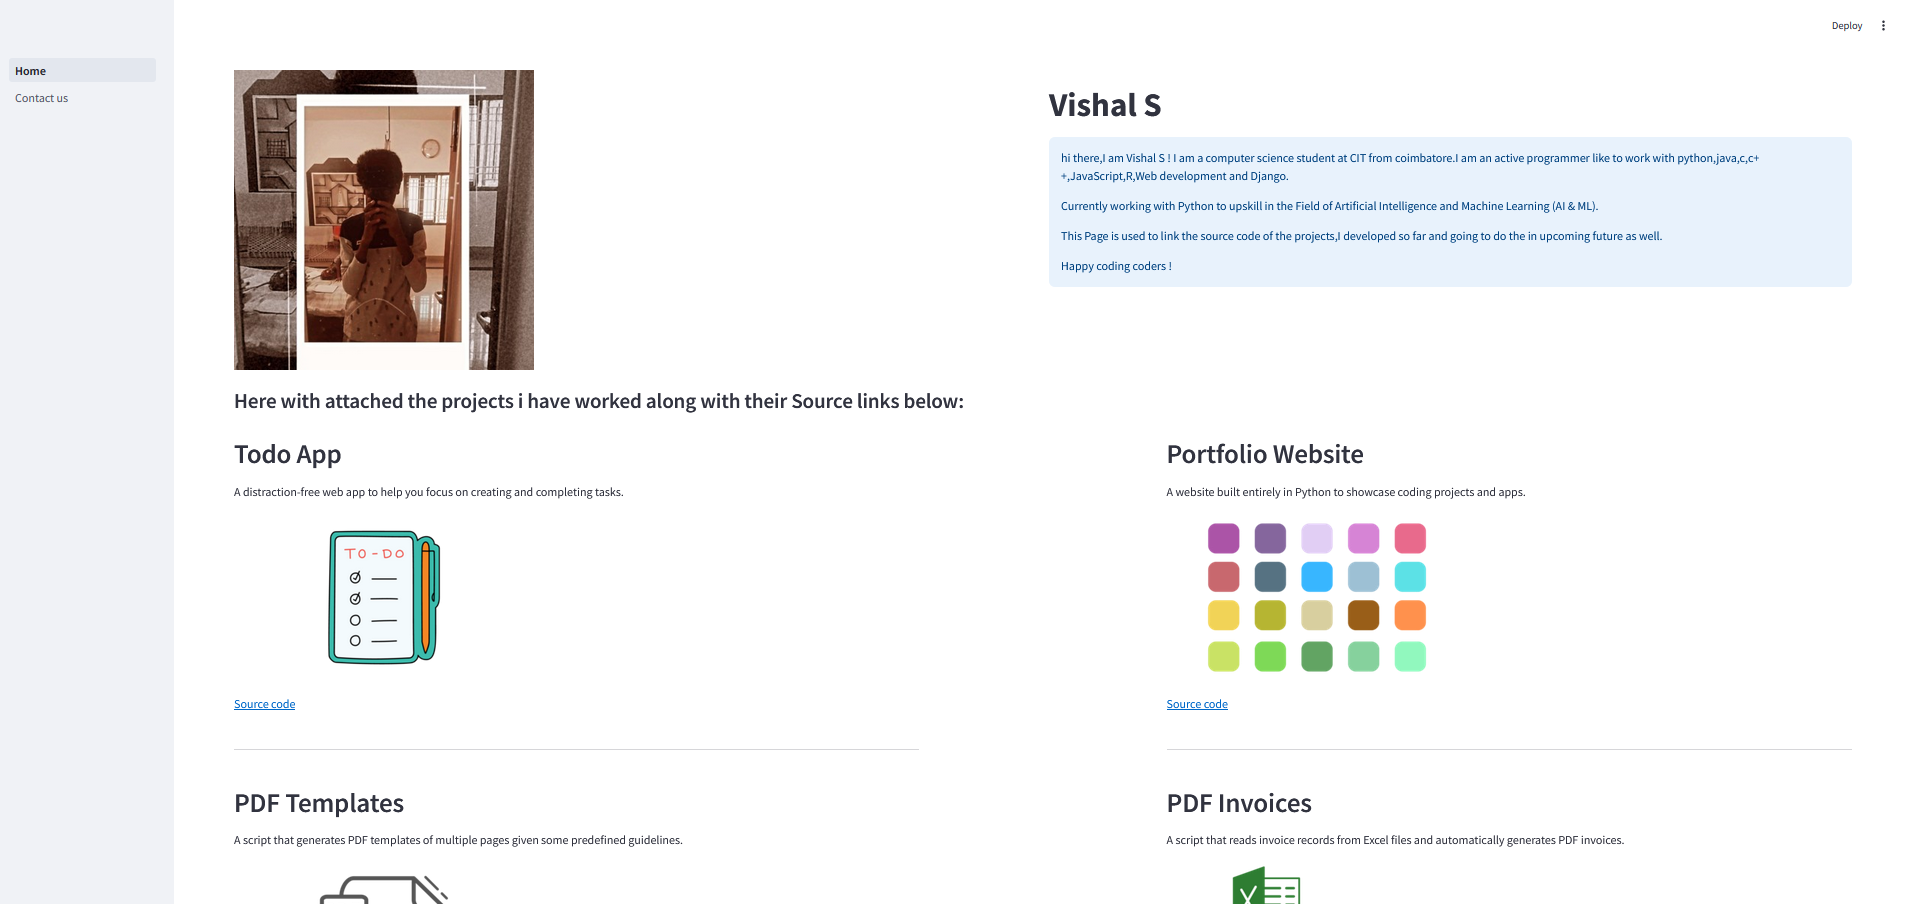 Deploy
Home
Contact us
Vishal S
hi there,I am Vishal S ! I am a computer science student at CIT from coimbatore.I am an active programmer like to work with python,java,c,c+
+,JavaScript,R,Web development and Django.
Currently working with Python to upskill in the Field of Artificial Intelligence and Machine Learning (AI & ML).
This Page is used to link the source code of the projects,I developed so far and going to do the in upcoming future as well.
Happy coding coders !
Here with attached the projects i have worked along with their Source links below:
Todo App
A distraction-free web app to help you focus on creating and completing tasks.
TO-DO
Source code
Portfolio Website
A website built entirely in Python to showcase coding projects and apps.
Source code
PDF Templates
A script that generates PDF templates of multiple pages given some predefined guidelines.
PDF Invoices
A script that reads invoice records from Excel files and automatically generates PDF invoices.
X